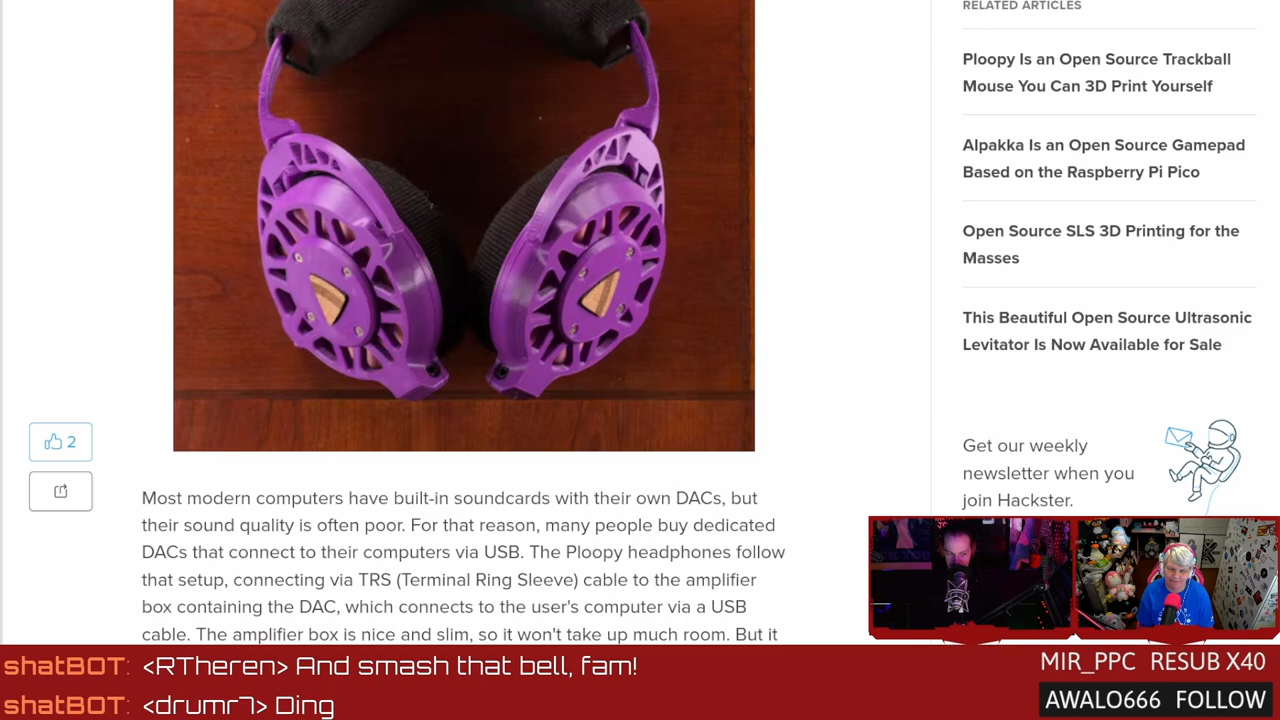 RELATED ARTICLES
Ploopy Is an Open Source Trackball
Mouse You Can 3D Print Yourself
Alpakka Is an Open Source Gamepad
Based on the Raspberry Pi Pico
Open Source SLS 3D Printing for the
Masses
This Beautiful Open Source Ultrasonic
Levitator Is Now Available for Sale
2
Get our weekly
newsletter when you
join Hackster.
Most modern computers have built-in soundcards with their own DACs, but
their sound quality is often poor. For that reason, many people buy dedicated
DACs that connect to their computers via USB. The Ploopy headphones follow
that setup, connecting via TRS (Terminal Ring Sleeve) cable to the amplifier
box containing the DAC, which connects to the user's computer via a USB
cable. The amplifier box is nice and slim, so it won't take up much room. But it
shatBOT: <RTheren> And smash that bell, fam!
shatBOT: <drumr7> Ding
MIR_PPC RESUB X40
AWALO666 FOLLOW